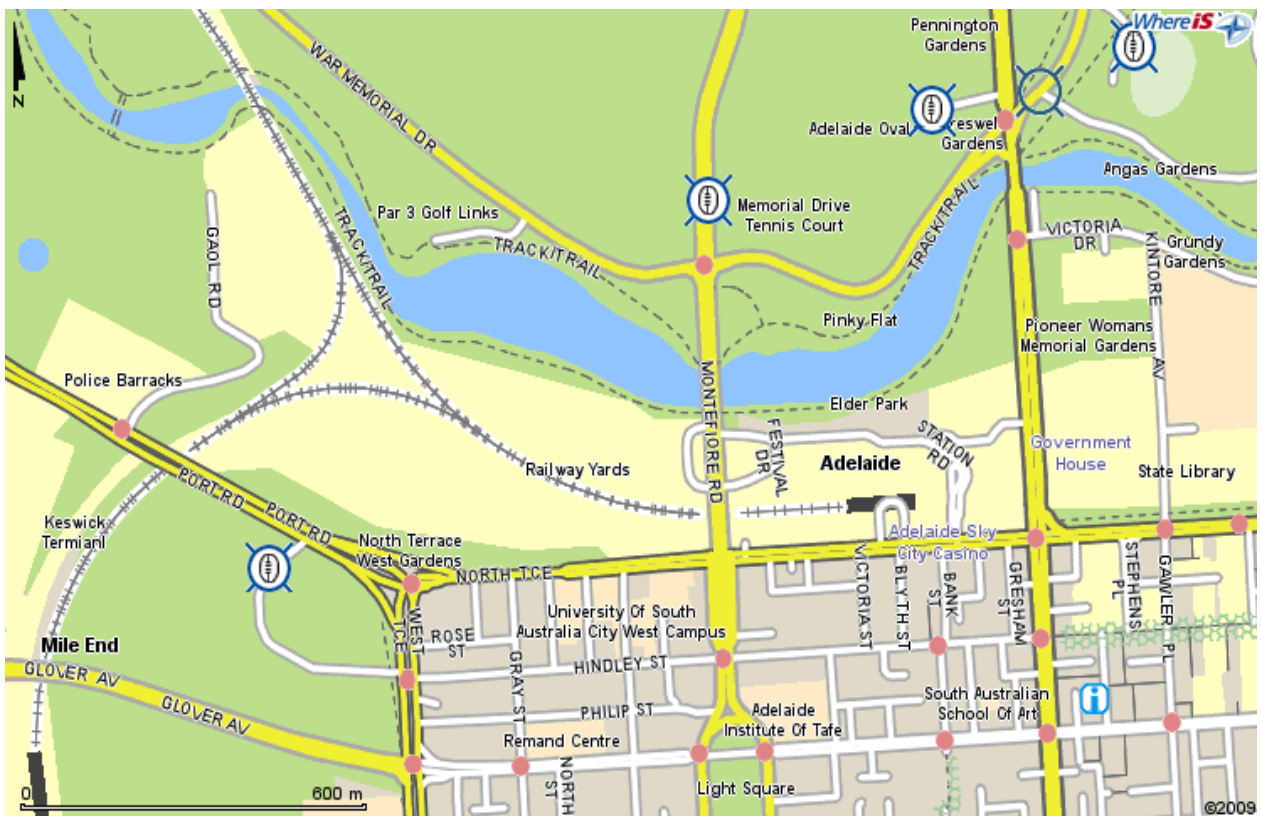 WhereiS
Pennington
Gardens
WAR MEMORIAL DR
N
Adelaide Oval
reswel
Gardens
Angas Gardens
TRACK/TRAIL
Par 3 Golf Links
Memorial Drive
Tennis Court
TRACK/TRAIL
TRACK/TRAIL
VICTORIA
DR
KINTORE
AV
Grundy
Gardens
GAOL RD
Pinky Flat
Pioneer Womans
Memorial Gardens
Police Barracks
MONTEFIORE RD
Elder Park
FESTIVAL
DR
STATION
RD
Government
House
Adelaide
Railway Yards
State Library
PORT RD
PORT RD
Keswick
Termianl
North Terrace
West Gardens
Adelaide Sky
City Casino
NORTH TCE
VICTORIA ST
BLYTH ST
BANK
ST
GRESHAM
ST
STEPHENS
PL
GAWLER PL
WEST
TCE
ROSE
ST
University Of South
Australia City West Campus
Mile End
GRAY ST
HINDLEY ST
GLOVER AV
GLOVER AV
PHILIP ST
South Australian
School Of Art
i
Adelaide
Institute Of Tafe
Remand Centre
NORTH
ST
Light Square
0
600 m
©2009